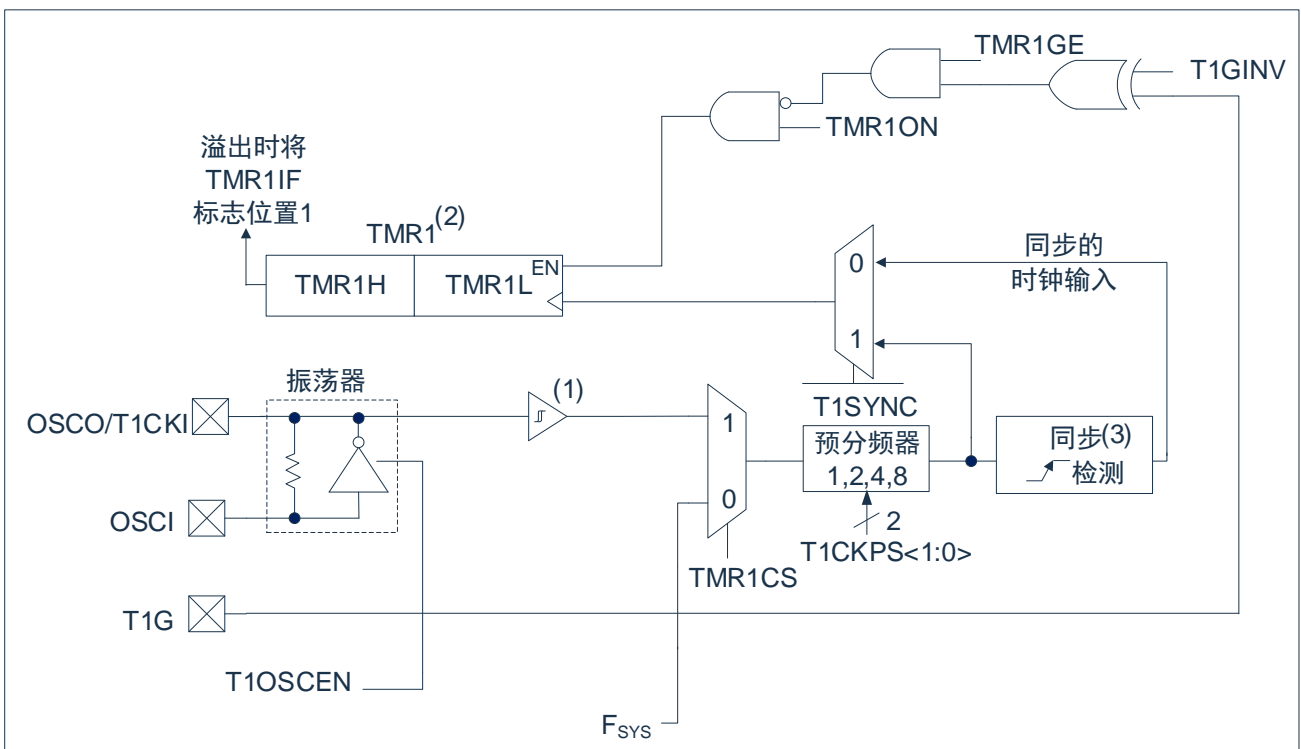 TMR1GE
T1GINV
TMR1ON
溢出时将
TMR1IF
标志位置1
TMR1(2)
TMR1H
TMR1L
EN
0
1
同步的
时钟输入
振荡器
(1)
OSCO/T1CKI
T1SYNC
1
0
预分频器
1,2,4,8
同步(3)
检测
OSCI
2
T1CKPS<1:0>
TMR1CS
T1G
T1OSCEN
FSYS